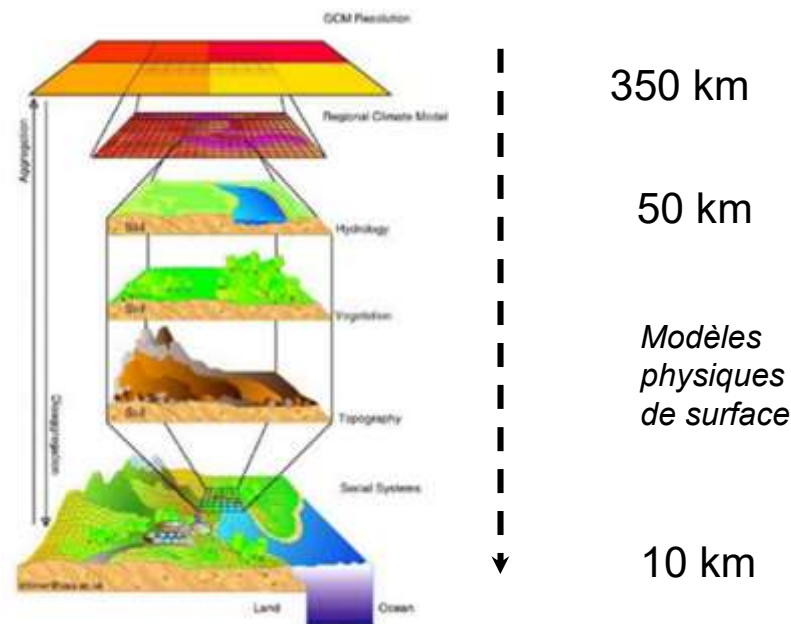 GCM Resolution
350 km
Aggregation
Regional Climate Model
50 km
Soil
Hydrology
Soil
Vegetation
Modèles
physiques
de surface
Soil
Topography
Disaggregation
Social Systems
10 km
Land
Ocean